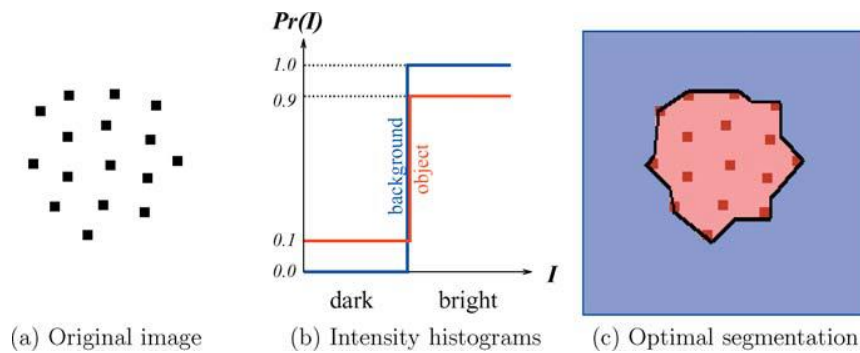 Pr(I)
1.0
0.9
background
object
0.1
0.0
I
dark bright
(a) Original image (b) Intensity histograms (c) Optimal segmentation